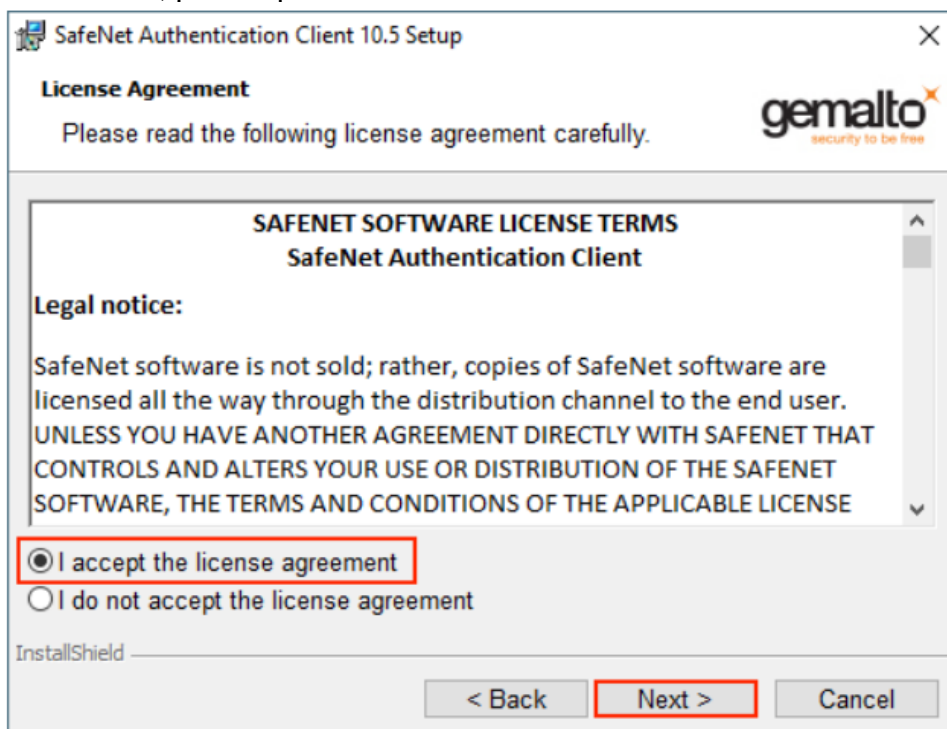 SafeNet Authentication Client 10.5 Setup
License Agreement
Please read the following license agreement carefully.
gemalto
security to be free
SAFENET SOFTWARE LICENSE TERMS
SafeNet Authentication Client
Legal notice:
SafeNet software is not sold; rather, copies of SafeNet software are
licensed all the way through the distribution channel to the end user.
UNLESS YOU HAVE ANOTHER AGREEMENT DIRECTLY WITH SAFENET THAT
CONTROLS AND ALTERS YOUR USE OR DISTRIBUTION OF THE SAFENET
SOFTWARE, THE TERMS AND CONDITIONS OF THE APPLICABLE LICENSE
I accept the license agreement
I do not accept the license agreement
InstallShield
< Back Next > Cancel